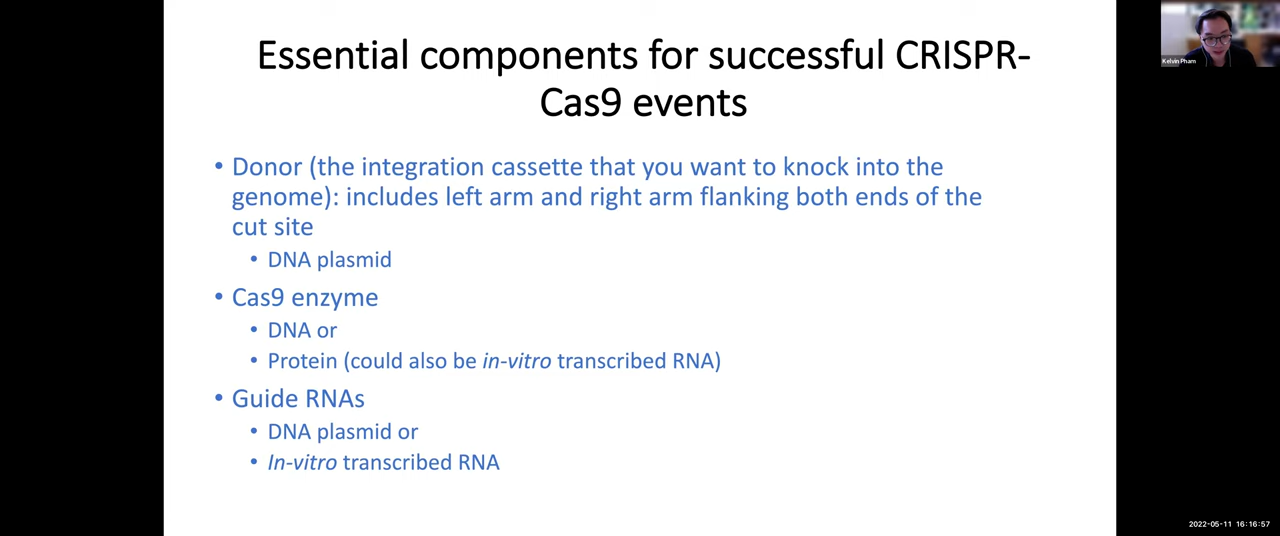 Essential components for successful CRISPR-
Cas9 events
• Donor (the integration cassette that you want to knock into the
genome): includes left arm and right arm flanking both ends of the
cut site
• DNA plasmid
• Cas9 enzyme
• DNA or
• Protein (could also be in-vitro transcribed RNA)
• Guide RNAs
• DNA plasmid or
• In-vitro transcribed RNA
Kelvin Pham
2022-05-11 16:16:57